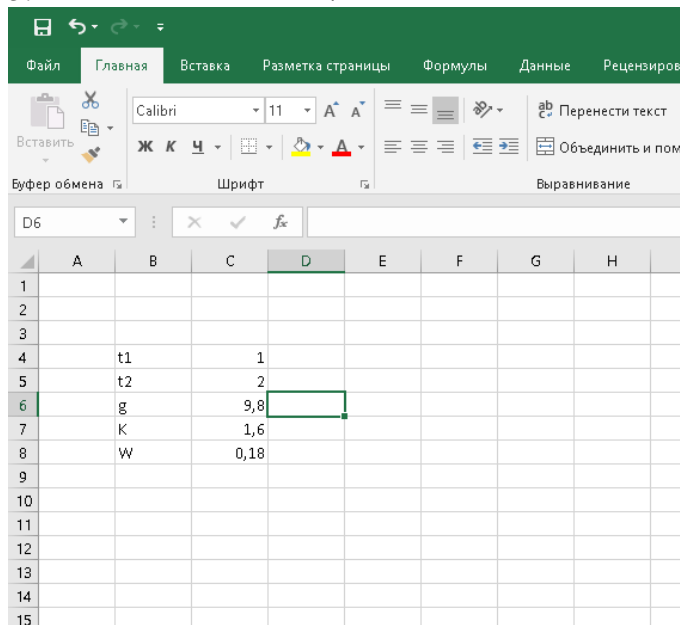 Файл Главная Вставка Разметка страницы Формулы Данные Рецензиров
Вставить
Calibri 11 A A ab Перенести текст
Ж К Ч A Объединить и пом
Буфер обмена Шрифт Выравнивание
D6 fx
A B C D E F G H
1
2
3
4 t1 1
5 t2 2
6 g 9,8
7 K 1,6
8 W 0,18
9
10
11
12
13
14
15